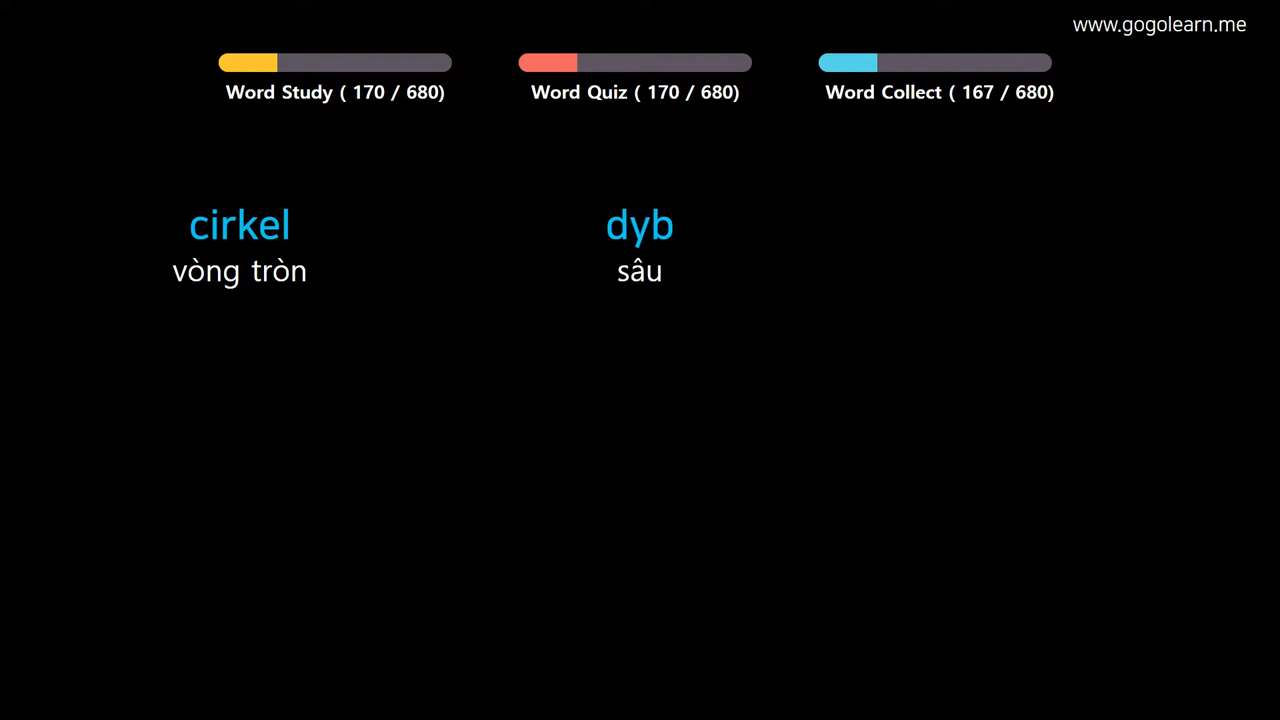 www.gogolearn.me
Word Study ( 170 / 680)
Word Quiz ( 170 / 680)
Word Collect ( 167 / 680)
cirkel
vòng tròn
dyb
sâu